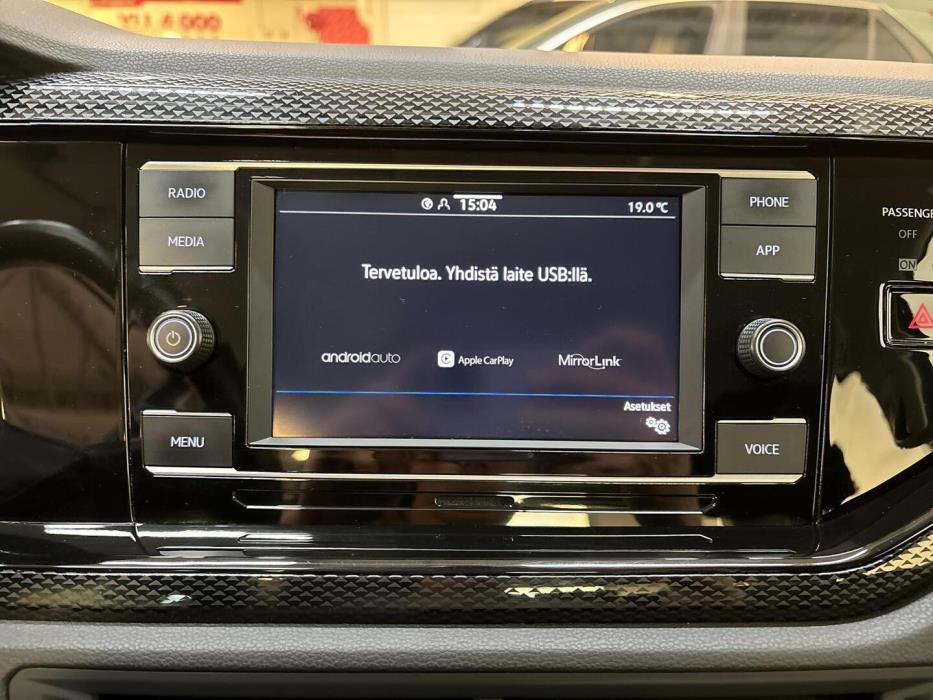 RADIO
MEDIA
MENU
15:04
19.0°C
Tervetuloa. Yhdistä laite USB:llä.
androidauto
Apple CarPlay
MirrorLink
Asetukset
PHONE
APP
VOICE
OFF
ON